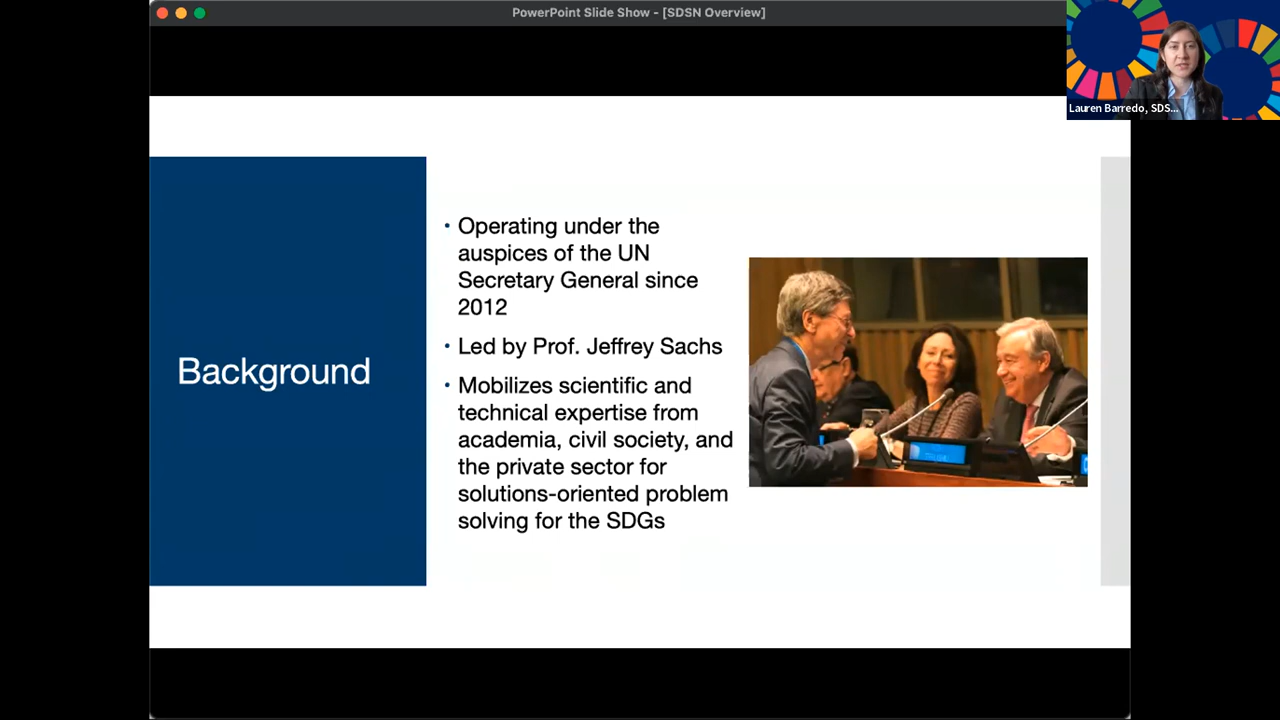 PowerPoint Slide Show - [SDSN Overview]
Lauren Barredo, SDS...
Background
• Operating under the
auspices of the UN
Secretary General since
2012
• Led by Prof. Jeffrey Sachs
• Mobilizes scientific and
technical expertise from
academia, civil society, and
the private sector for
solutions-oriented problem
solving for the SDGs